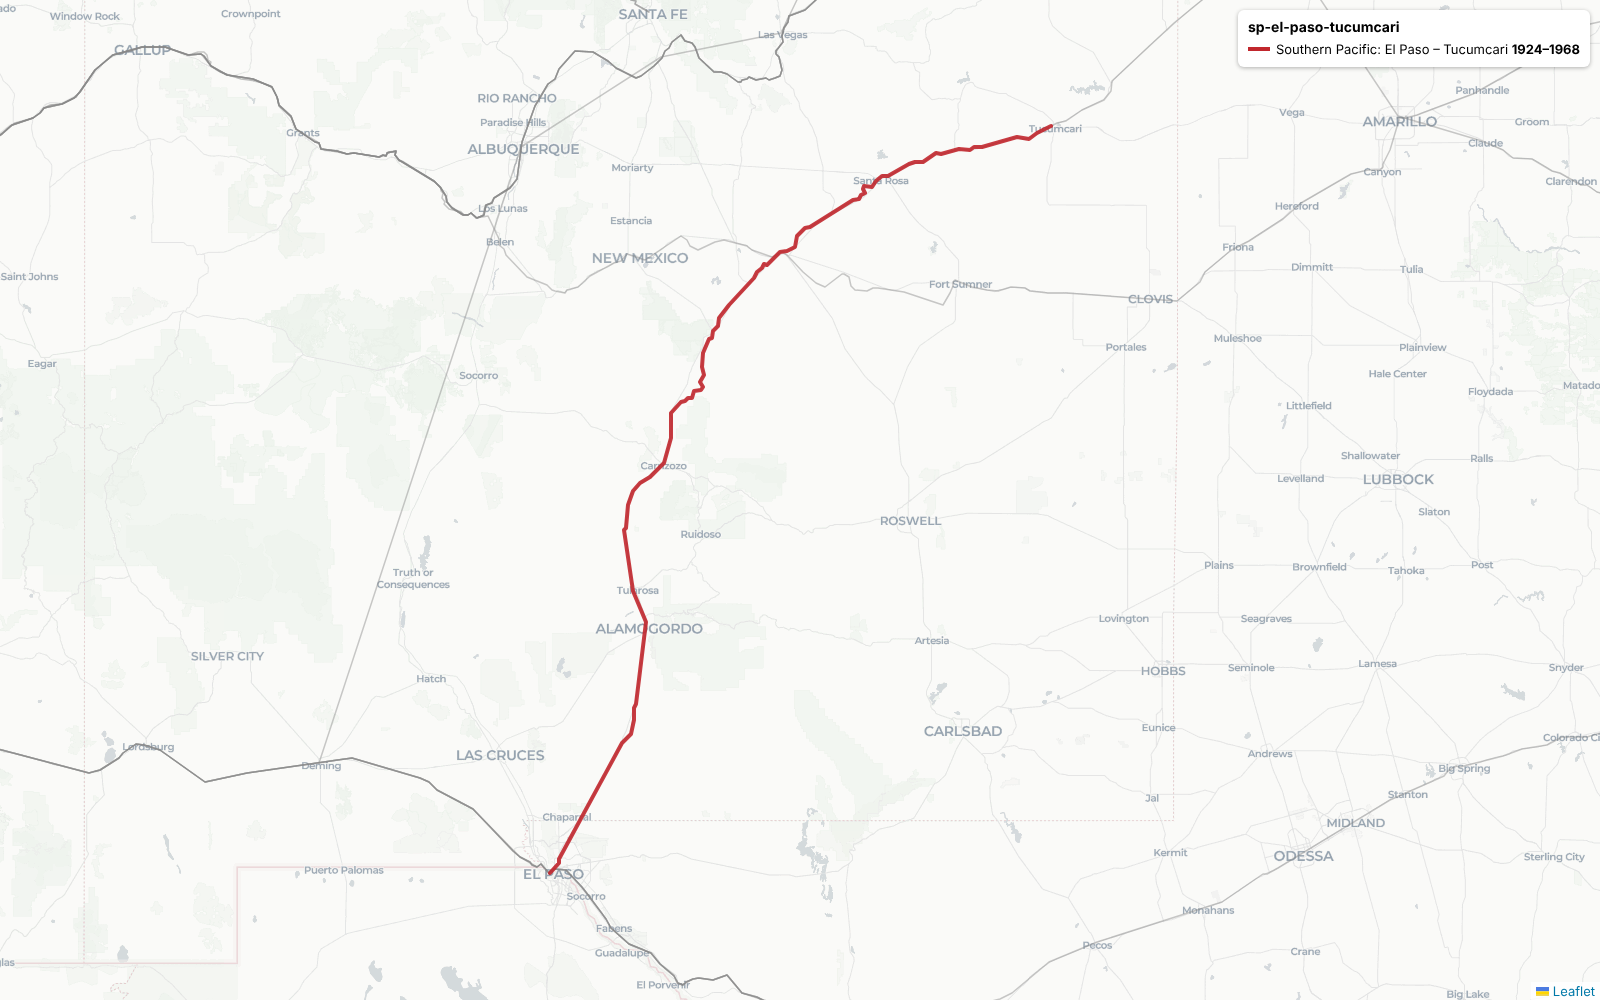 sp-el-paso-tucumcari
Southern Pacific: El Paso – Tucumcari 1924–1968
Window Rock
Crownpoint
SANTA FE
Las Vegas
GALLUP
RIO RANCHO
Paradise Hills
Grants
ALBUQUERQUE
Moriarty
Tucumcari
Santa Rosa
Vega
Panhandle
AMARILLO
Groom
Claude
Canyon
Clarendon
Los Lunas
Estancia
Hereford
Belen
NEW MEXICO
Friona
Dimmitt
Tulia
Saint Johns
Fort Sumner
CLOVIS
Eagar
Socorro
Portales
Muleshoe
Plainview
Hale Center
Floydada
Matado
Littlefield
Carrizozo
Shallowater
Ralls
Levelland
LUBBOCK
Slaton
ROSWELL
Ruidoso
Truth or
Consequences
Tularosa
Plains
Brownfield
Tahoka
Post
ALAMOGORDO
Artesia
Lovington
Seagraves
SILVER CITY
Hatch
HOBBS
Seminole
Lamesa
Snyder
Lordsburg
Deming
LAS CRUCES
CARLSBAD
Eunice
Andrews
Big Spring
Colorado Ci
Stanton
Jal
Chaparral
MIDLAND
Kermit
ODESSA
Sterling City
Puerto Palomas
EL PASO
Socorro
Fabens
Guadalupe
Monahans
Pecos
Crane
El Porvenir
Big Lake
Leaflet